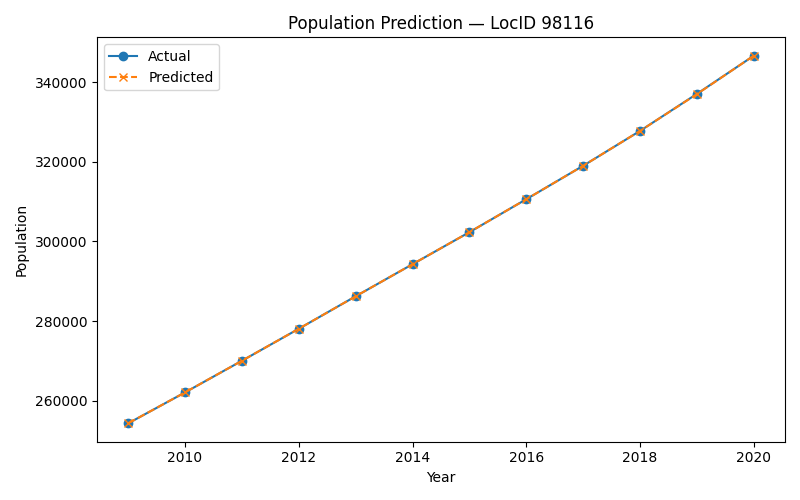 Population Prediction — LocID 98116
Actual
Predicted
340000
320000
300000
280000
260000
Population
2010 2012 2014 2016 2018 2020
Year